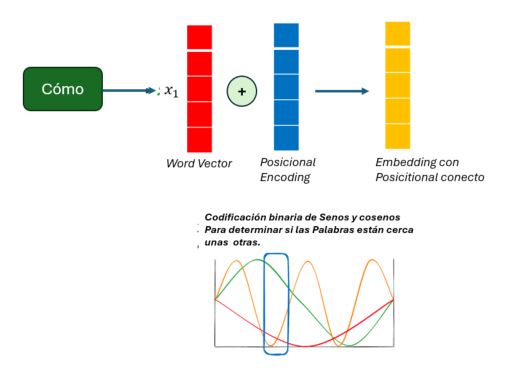 Cómo
x₁
+
Word Vector
Posicional
Encoding
Embedding con
Posicitional conecto
Codificación binaria de Senos y cosenos
Para determinar si las Palabras están cerca
unas otras.